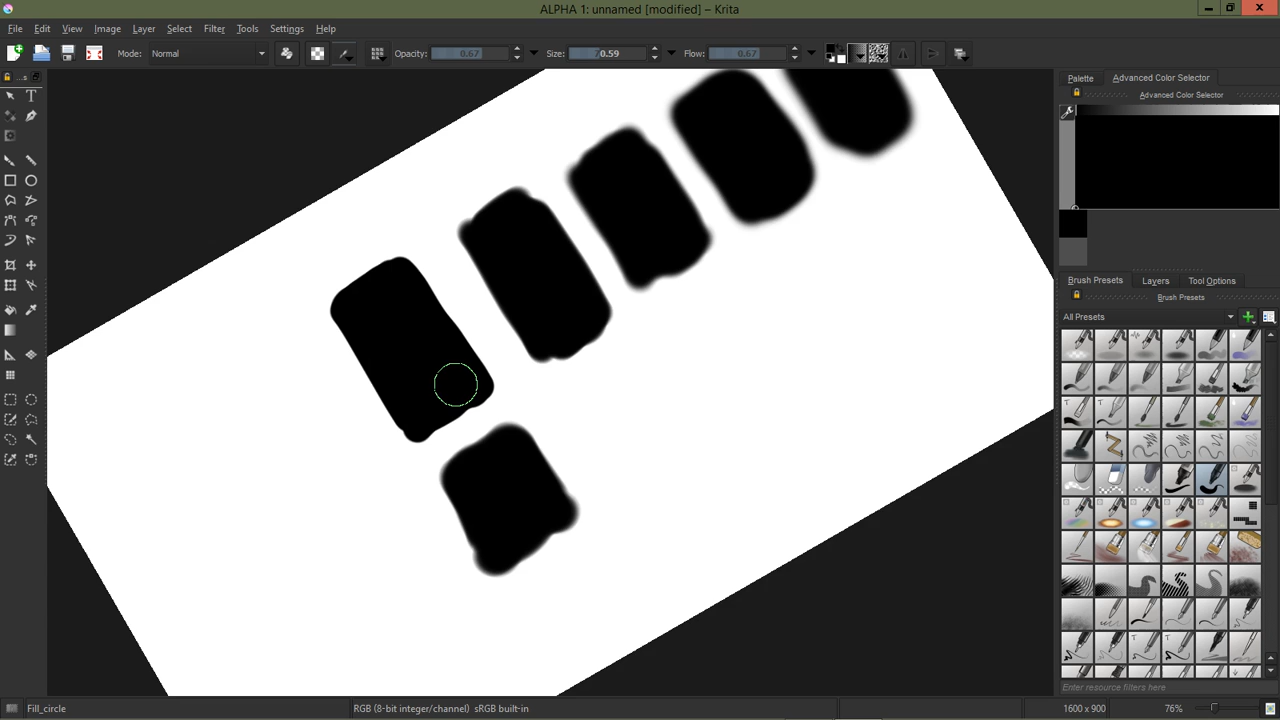 ALPHA 1: unnamed [modified] – Krita
File Edit View Image Layer Select Filter Tools Settings Help
Mode: Normal Opacity: 0.67 Size: 0.59 Flow: 0.67
...s
T
Palette Advanced Color Selector
Advanced Color Selector
Brush Presets Layers Tool Options
Brush Presets
All Presets
Enter resource filters here
Fill_circle RGB (8-bit integer/channel) sRGB built-in 1600 x 900 76%